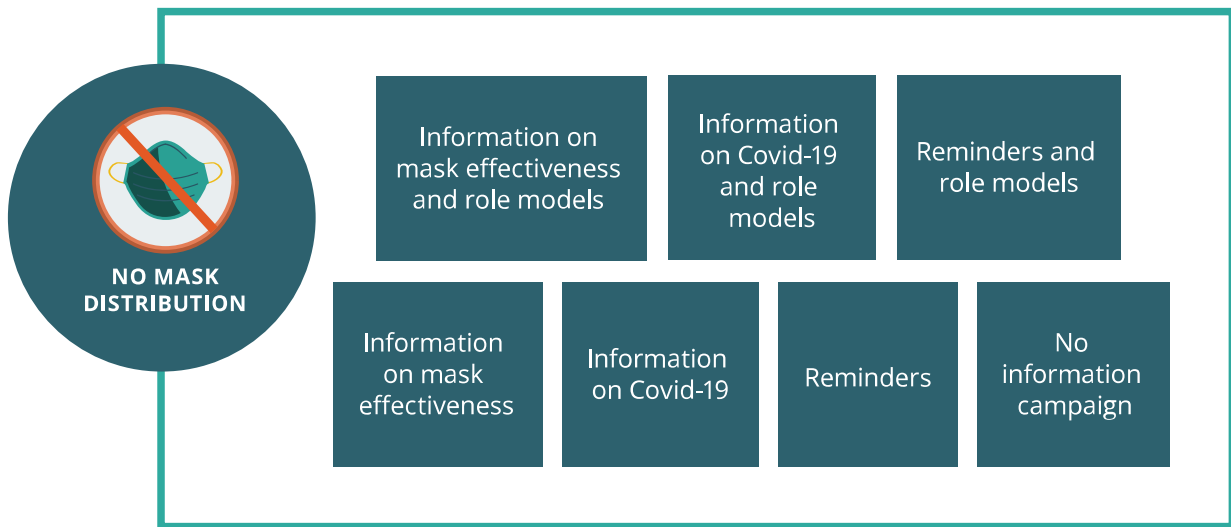 NO MASK
DISTRIBUTION
Information on
mask effectiveness
and role models
Information
on Covid-19
and role
models
Reminders and
role models
Information
on mask
effectiveness
Information
on Covid-19
Reminders
No
information
campaign